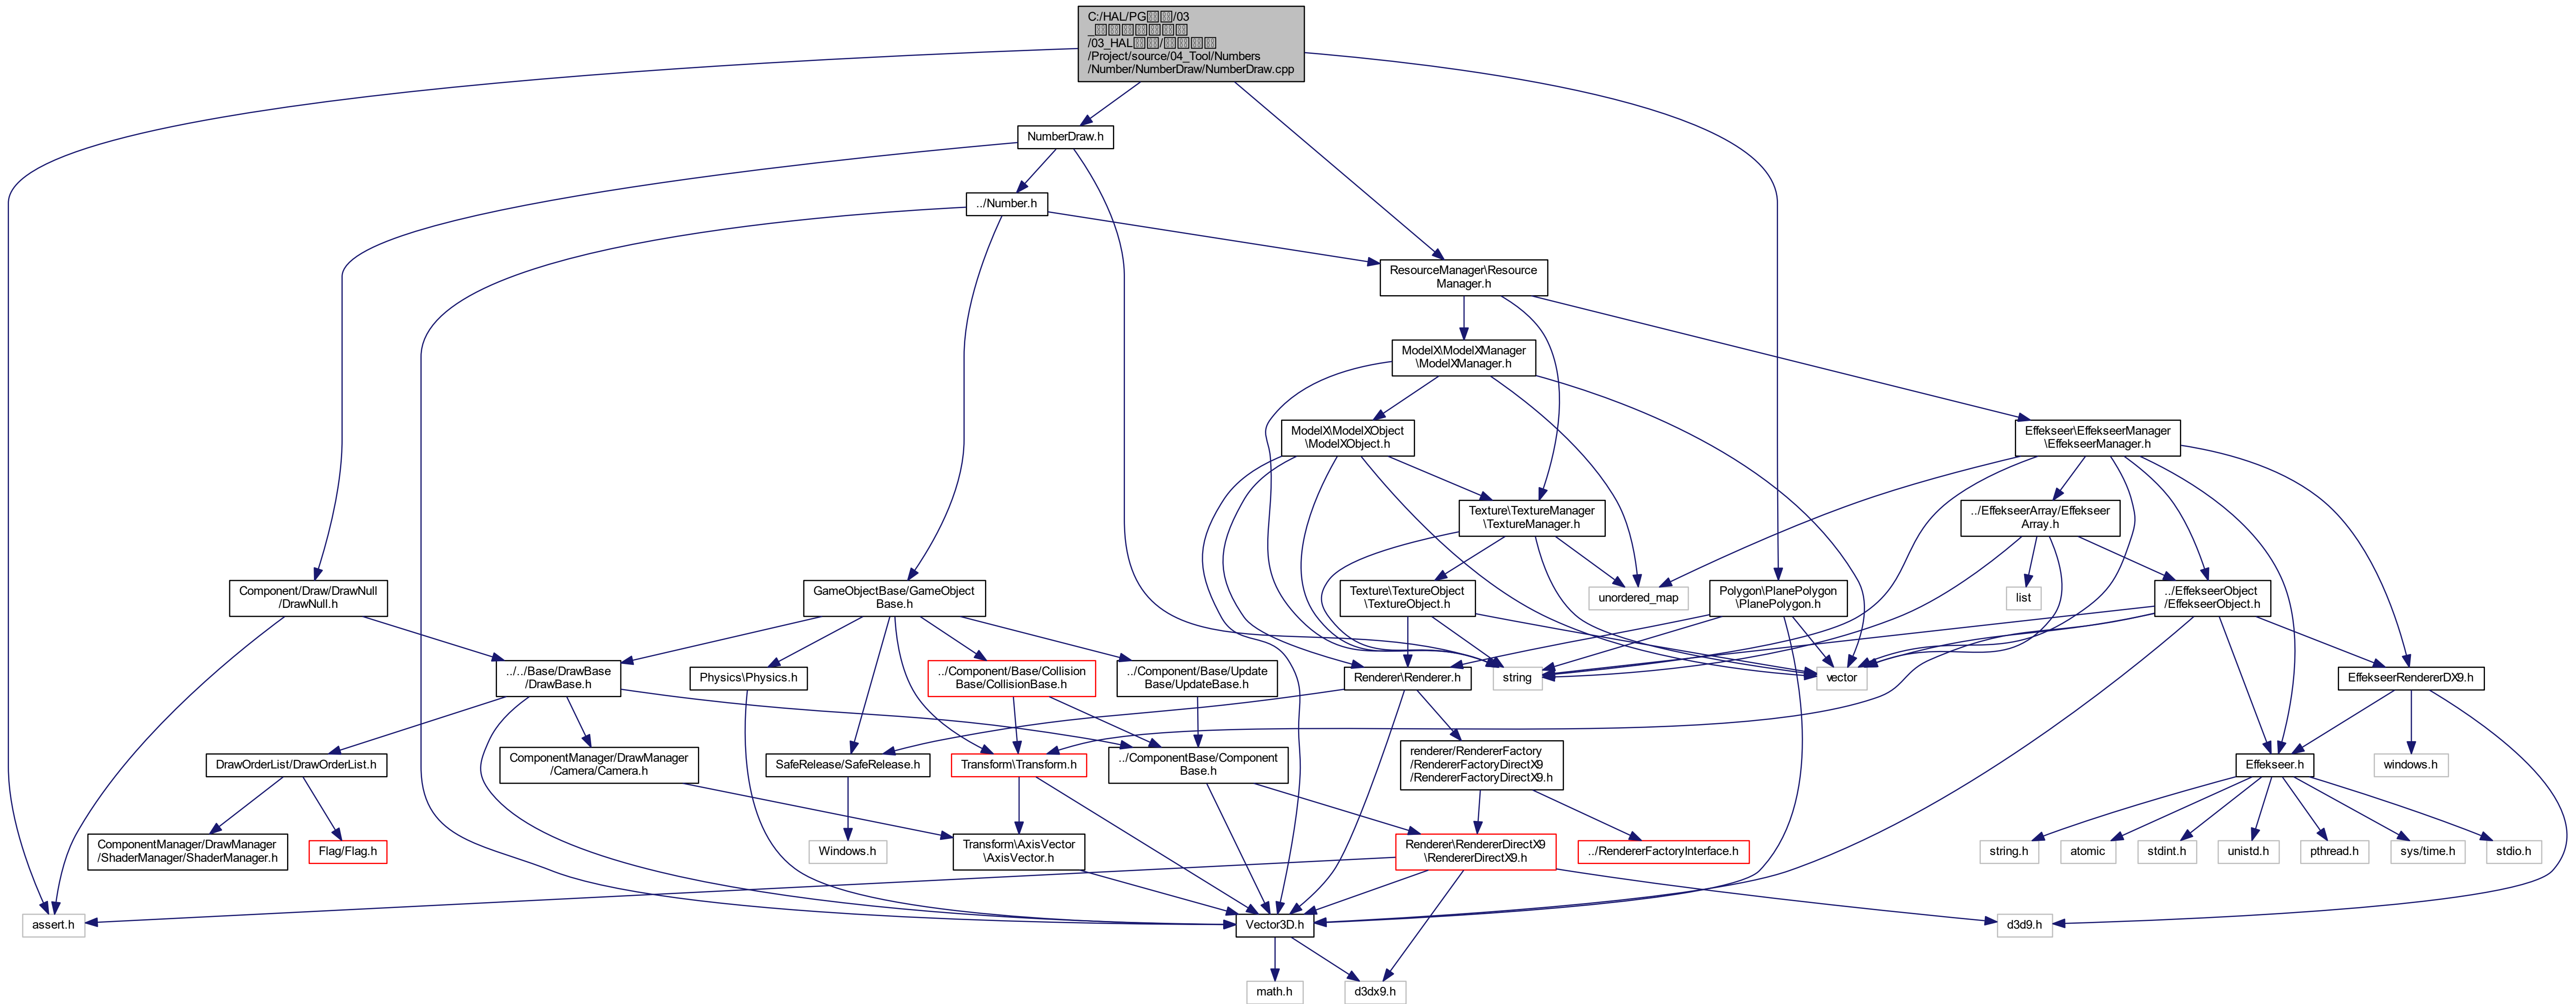 C:/HAL/PG/03
_
/03_HAL/
/Project/source/04_Tool/Numbers
/Number/NumberDraw/NumberDraw.cpp
NumberDraw.h
../Number.h
ResourceManager\Resource
Manager.h
ModelX\ModelXManager
\ModelXManager.h
ModelX\ModelXObject
\ModelXObject.h
Effekseer\EffekseerManager
\EffekseerManager.h
Texture\TextureManager
\TextureManager.h
../EffekseerArray/Effekseer
Array.h
Component/Draw/DrawNull
/DrawNull.h
GameObjectBase/GameObject
Base.h
Texture\TextureObject
\TextureObject.h
unordered_map
Polygon\PlanePolygon
\PlanePolygon.h
list
../EffekseerObject
/EffekseerObject.h
../../Base/DrawBase
/DrawBase.h
Physics\Physics.h
../Component/Base/Collision
Base/CollisionBase.h
../Component/Base/Update
Base/UpdateBase.h
Renderer\Renderer.h
string
vector
EffekseerRendererDX9.h
DrawOrderList/DrawOrderList.h
ComponentManager/DrawManager
/Camera/Camera.h
SafeRelease/SafeRelease.h
Transform\Transform.h
../ComponentBase/Component
Base.h
renderer/RendererFactory
/RendererFactoryDirectX9
/RendererFactoryDirectX9.h
Effekseer.h
windows.h
ComponentManager/DrawManager
/ShaderManager/ShaderManager.h
Flag/Flag.h
Windows.h
Transform\AxisVector
\AxisVector.h
Renderer\RendererDirectX9
\RendererDirectX9.h
../RendererFactoryInterface.h
string.h
atomic
stdint.h
unistd.h
pthread.h
sys/time.h
stdio.h
assert.h
Vector3D.h
d3d9.h
math.h
d3dx9.h